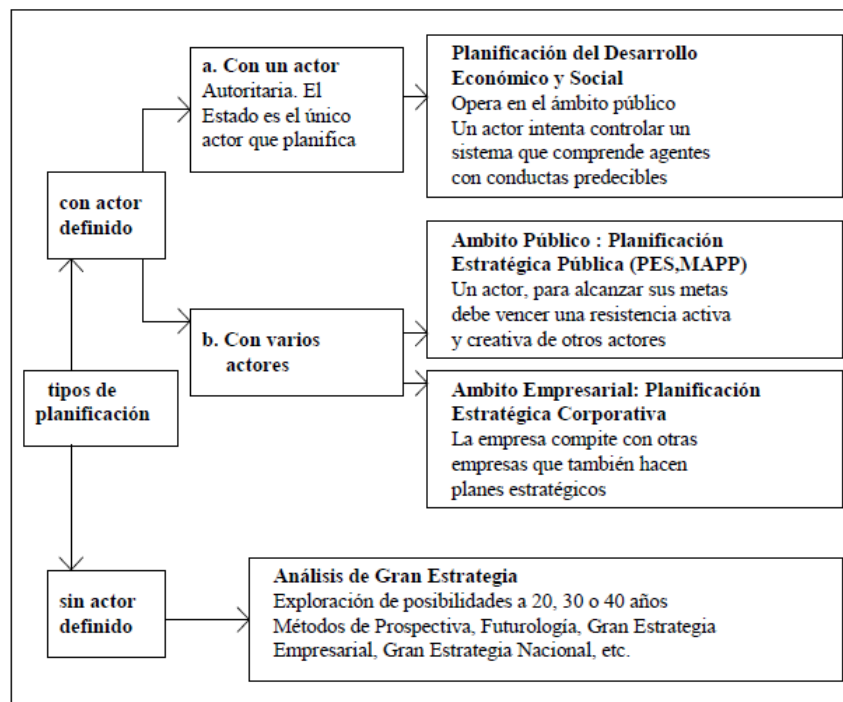 a. Con un actor
Autoritaria. El
Estado es el único
actor que planifica
Planificación del Desarrollo
Económico y Social
Opera en el ámbito público
Un actor intenta controlar un
sistema que comprende agentes
con conductas predecibles
con actor
definido
Ambito Público : Planificación
Estratégica Pública (PES,MAPP)
Un actor, para alcanzar sus metas
debe vencer una resistencia activa
y creativa de otros actores
b. Con varios
actores
tipos de
planificación
Ambito Empresarial: Planificación
Estratégica Corporativa
La empresa compite con otras
empresas que también hacen
planes estratégicos
sin actor
definido
Análisis de Gran Estrategia
Exploración de posibilidades a 20, 30 o 40 años
Métodos de Prospectiva, Futurología, Gran Estrategia
Empresarial, Gran Estrategia Nacional, etc.